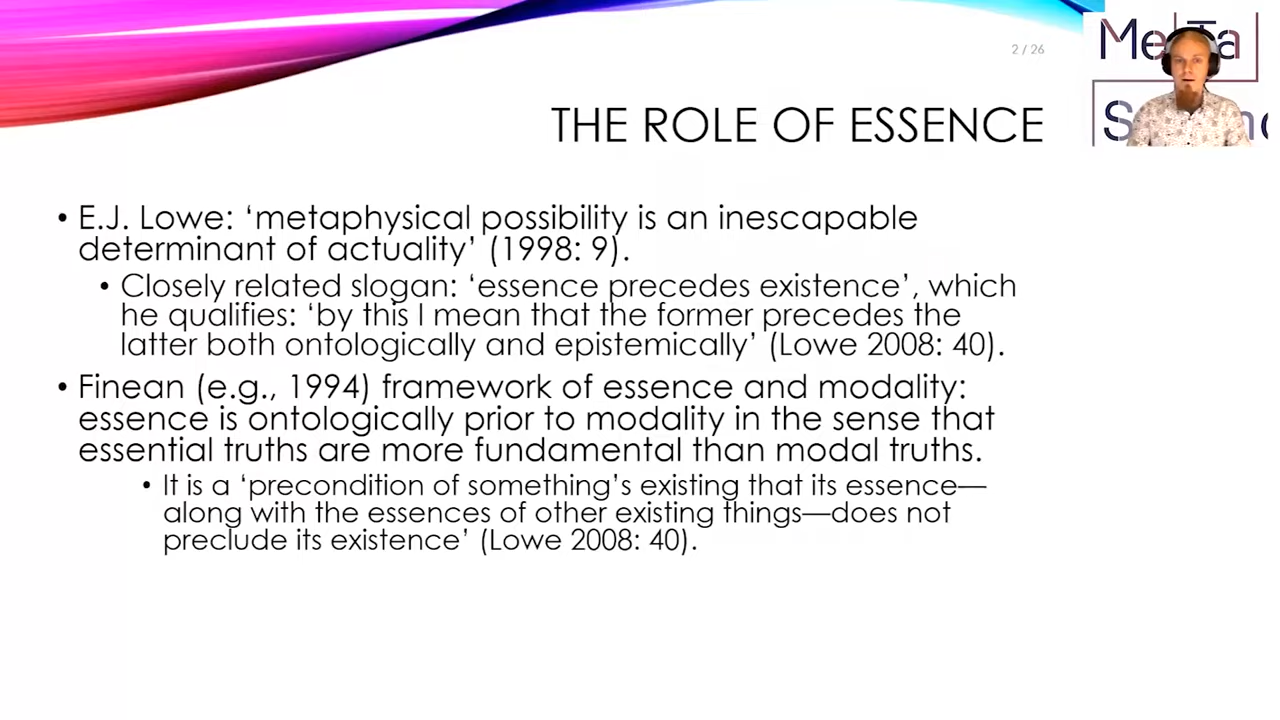 2 / 26
MeTa
THE ROLE OF ESSENCE
• E.J. Lowe: ‘metaphysical possibility is an inescapable
determinant of actuality’ (1998: 9).
• Closely related slogan: ‘essence precedes existence’, which
he qualifies: ‘by this I mean that the former precedes the
latter both ontologically and epistemically’ (Lowe 2008: 40).
• Finean (e.g., 1994) framework of essence and modality:
essence is ontologically prior to modality in the sense that
essential truths are more fundamental than modal truths.
• It is a ‘precondition of something’s existing that its essence—
along with the essences of other existing things—does not
preclude its existence’ (Lowe 2008: 40).